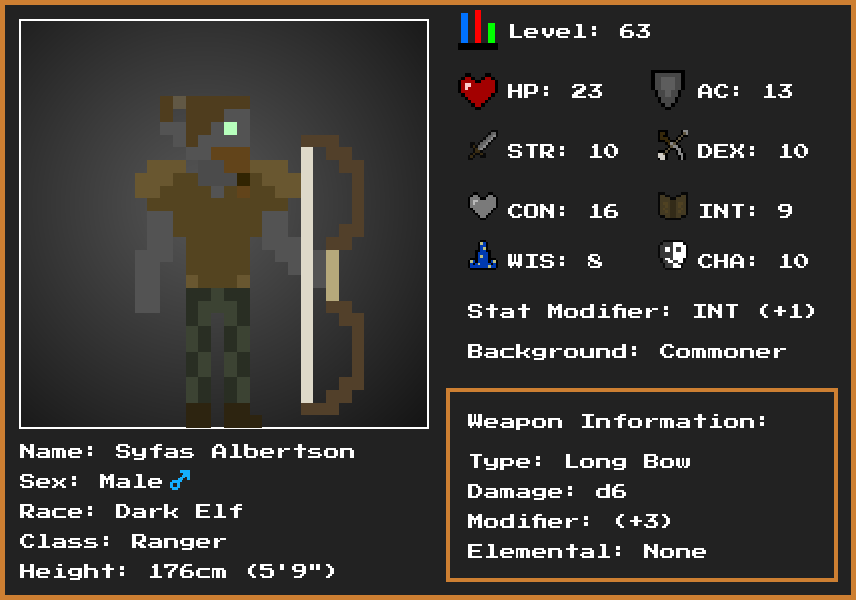 Level: 63
HP: 23 AC: 13
STR: 10 DEX: 10
CON: 16 INT: 9
WIS: 8 CHA: 10
Stat Modifier: INT (+1)
Background: Commoner
Weapon Information:
Type: Long Bow
Damage: d6
Modifier: (+3)
Elemental: None
Name: Syfas Albertson
Sex: Male ♂
Race: Dark Elf
Class: Ranger
Height: 176cm (5'9")